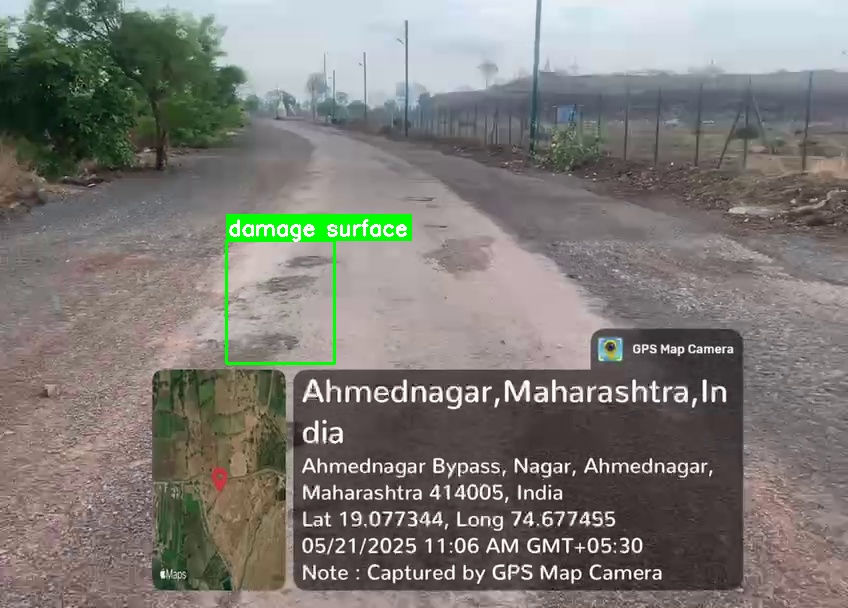 damage surface
GPS Map Camera
Ahmednagar,Maharashtra,In
dia
Ahmednagar Bypass, Nagar, Ahmednagar,
Maharashtra 414005, India
Lat 19.077344, Long 74.677455
05/21/2025 11:06 AM GMT+05:30
Note : Captured by GPS Map Camera
Maps